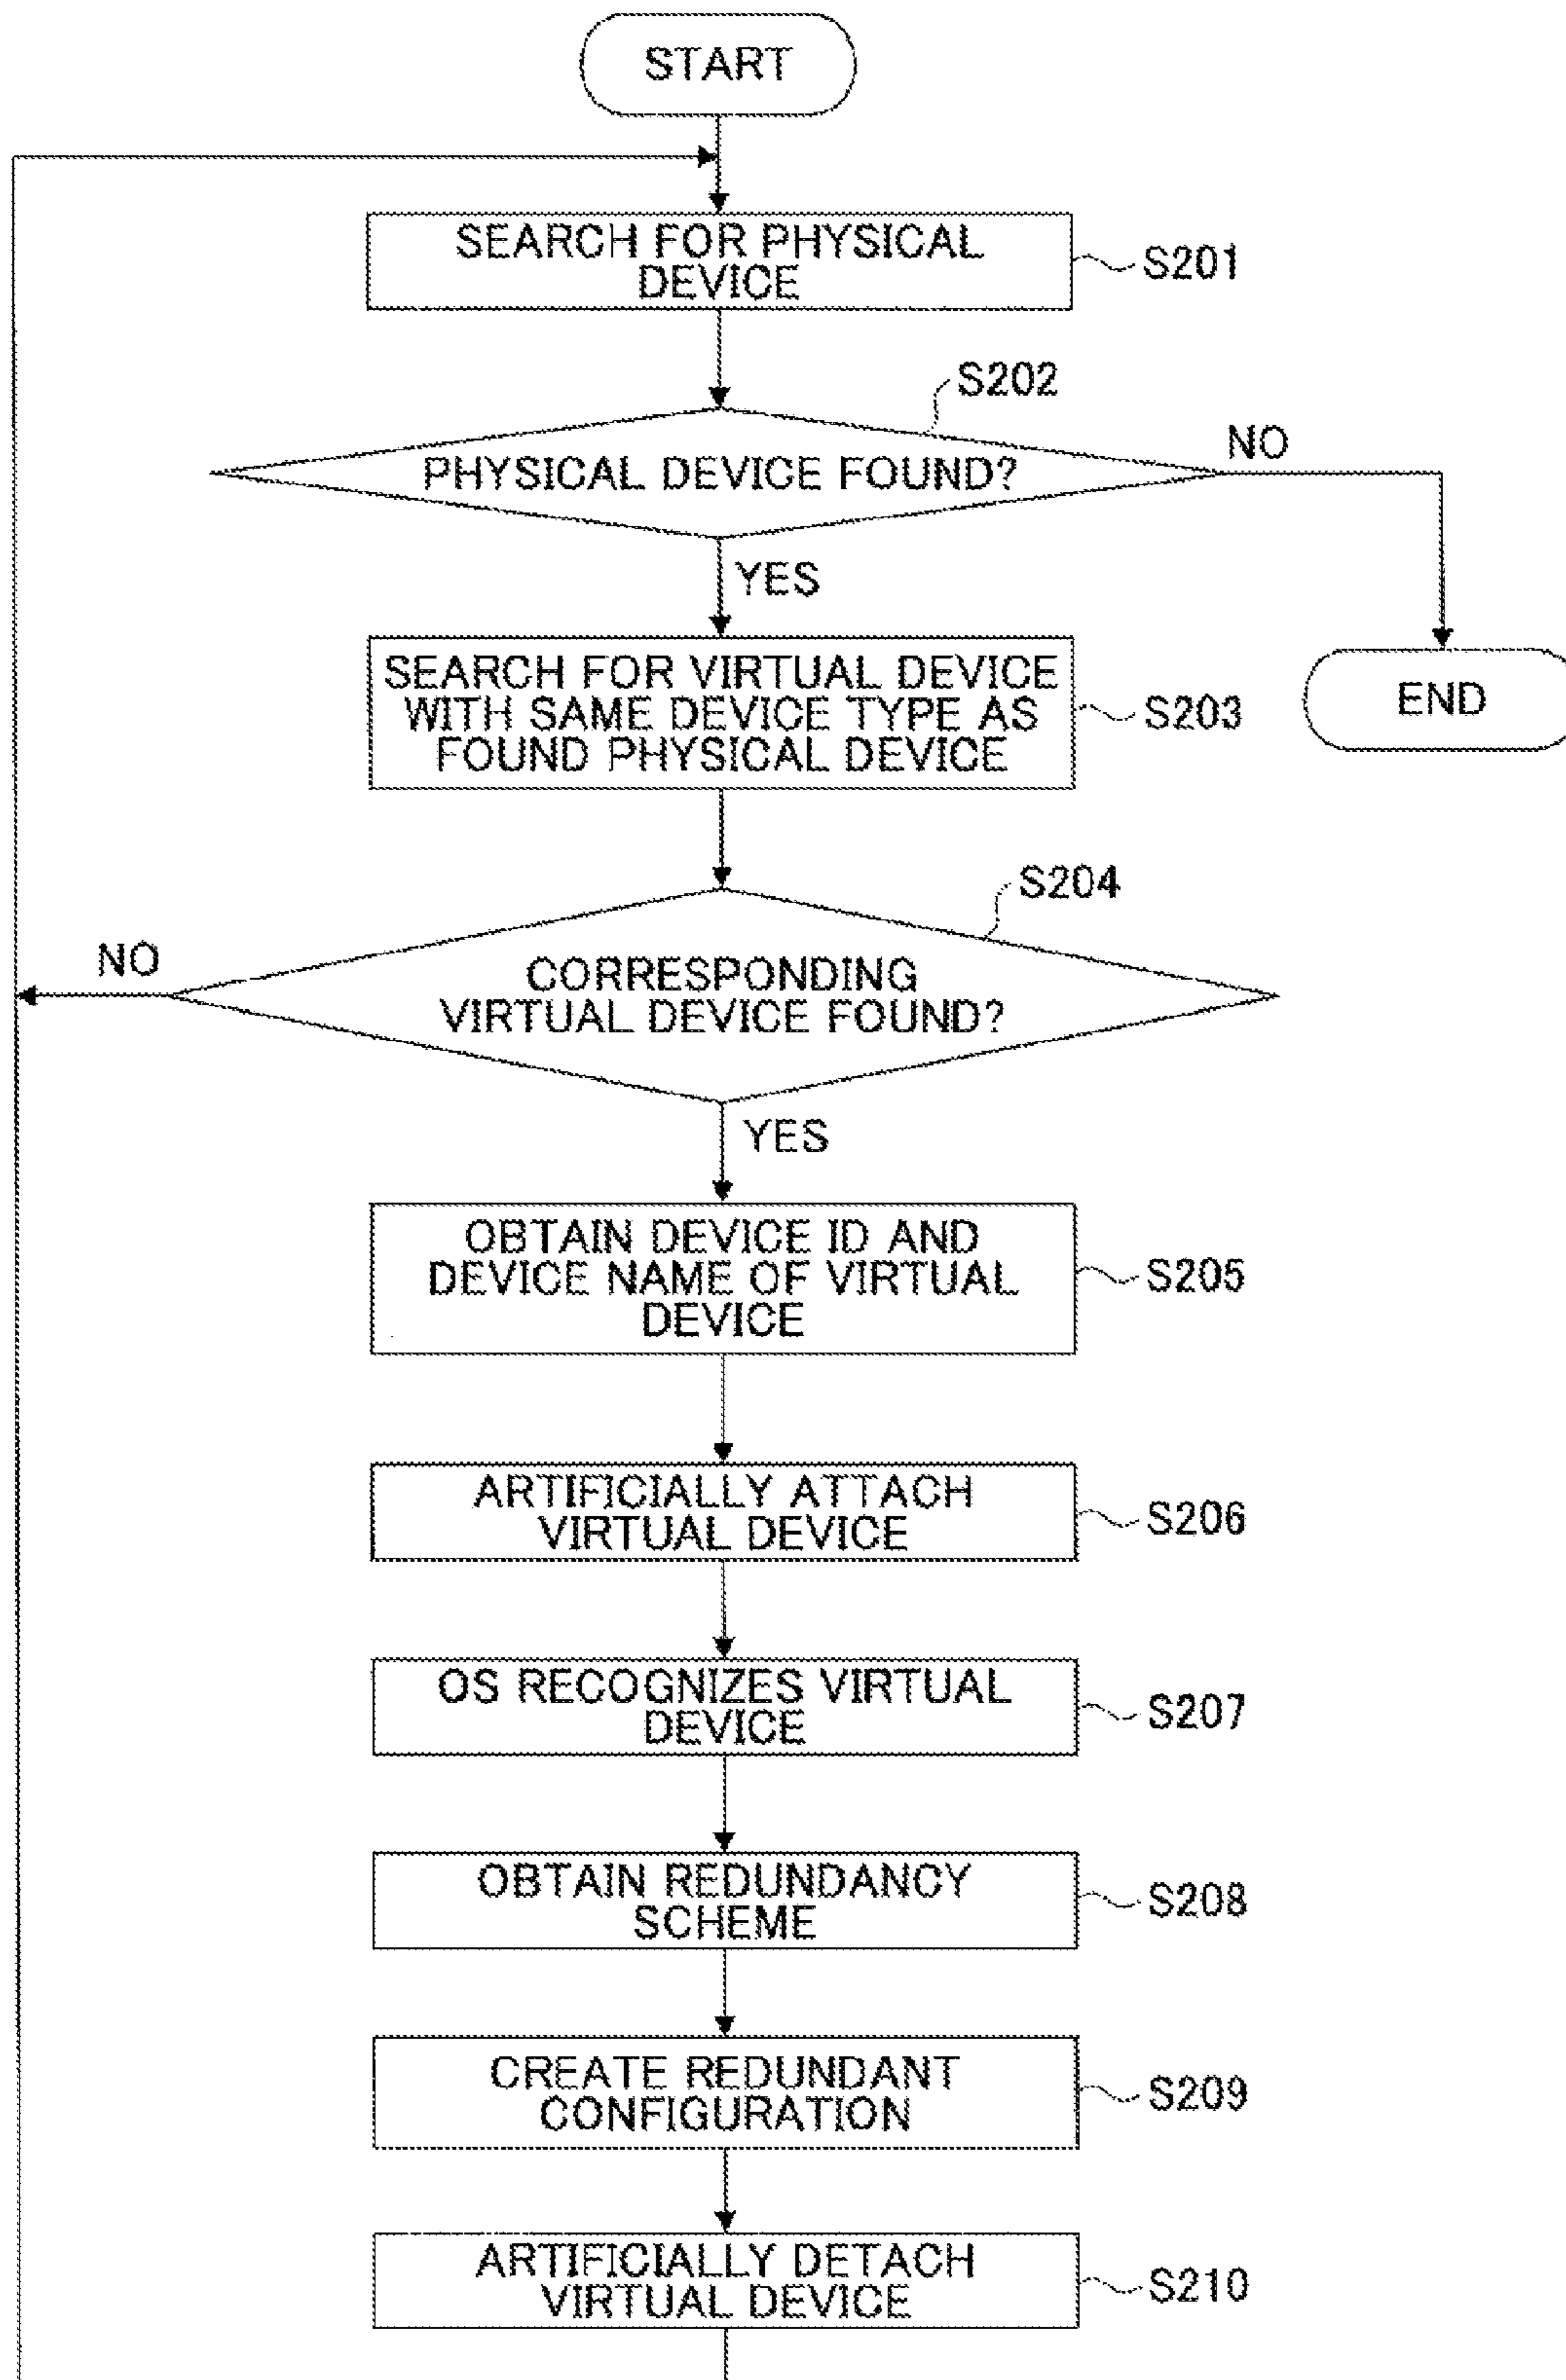 START
SEARCH FOR PHYSICAL
DEVICE
S201
S202
PHYSICAL DEVICE FOUND?
NO
YES
SEARCH FOR VIRTUAL DEVICE
WITH SAME DEVICE TYPE AS
FOUND PHYSICAL DEVICE
S203
END
S204
NO
CORRESPONDING
VIRTUAL DEVICE FOUND?
YES
OBTAIN DEVICE ID AND
DEVICE NAME OF VIRTUAL
DEVICE
S205
ARTIFICIALLY ATTACH
VIRTUAL DEVICE
S206
OS RECOGNIZES VIRTUAL
DEVICE
S207
OBTAIN REDUNDANCY
SCHEME
S208
CREATE REDUNDANT
CONFIGURATION
S209
ARTIFICIALLY DETACH
VIRTUAL DEVICE
S210